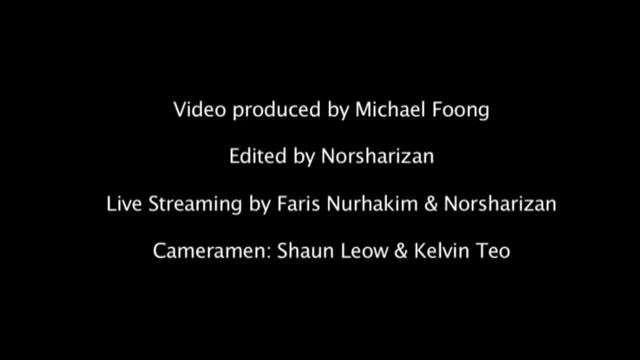 Video produced by Michael Foong
Edited by Norsharizan
Live Streaming by Faris Nurhakim & Norsharizan
Cameramen: Shaun Leow & Kelvin Teo